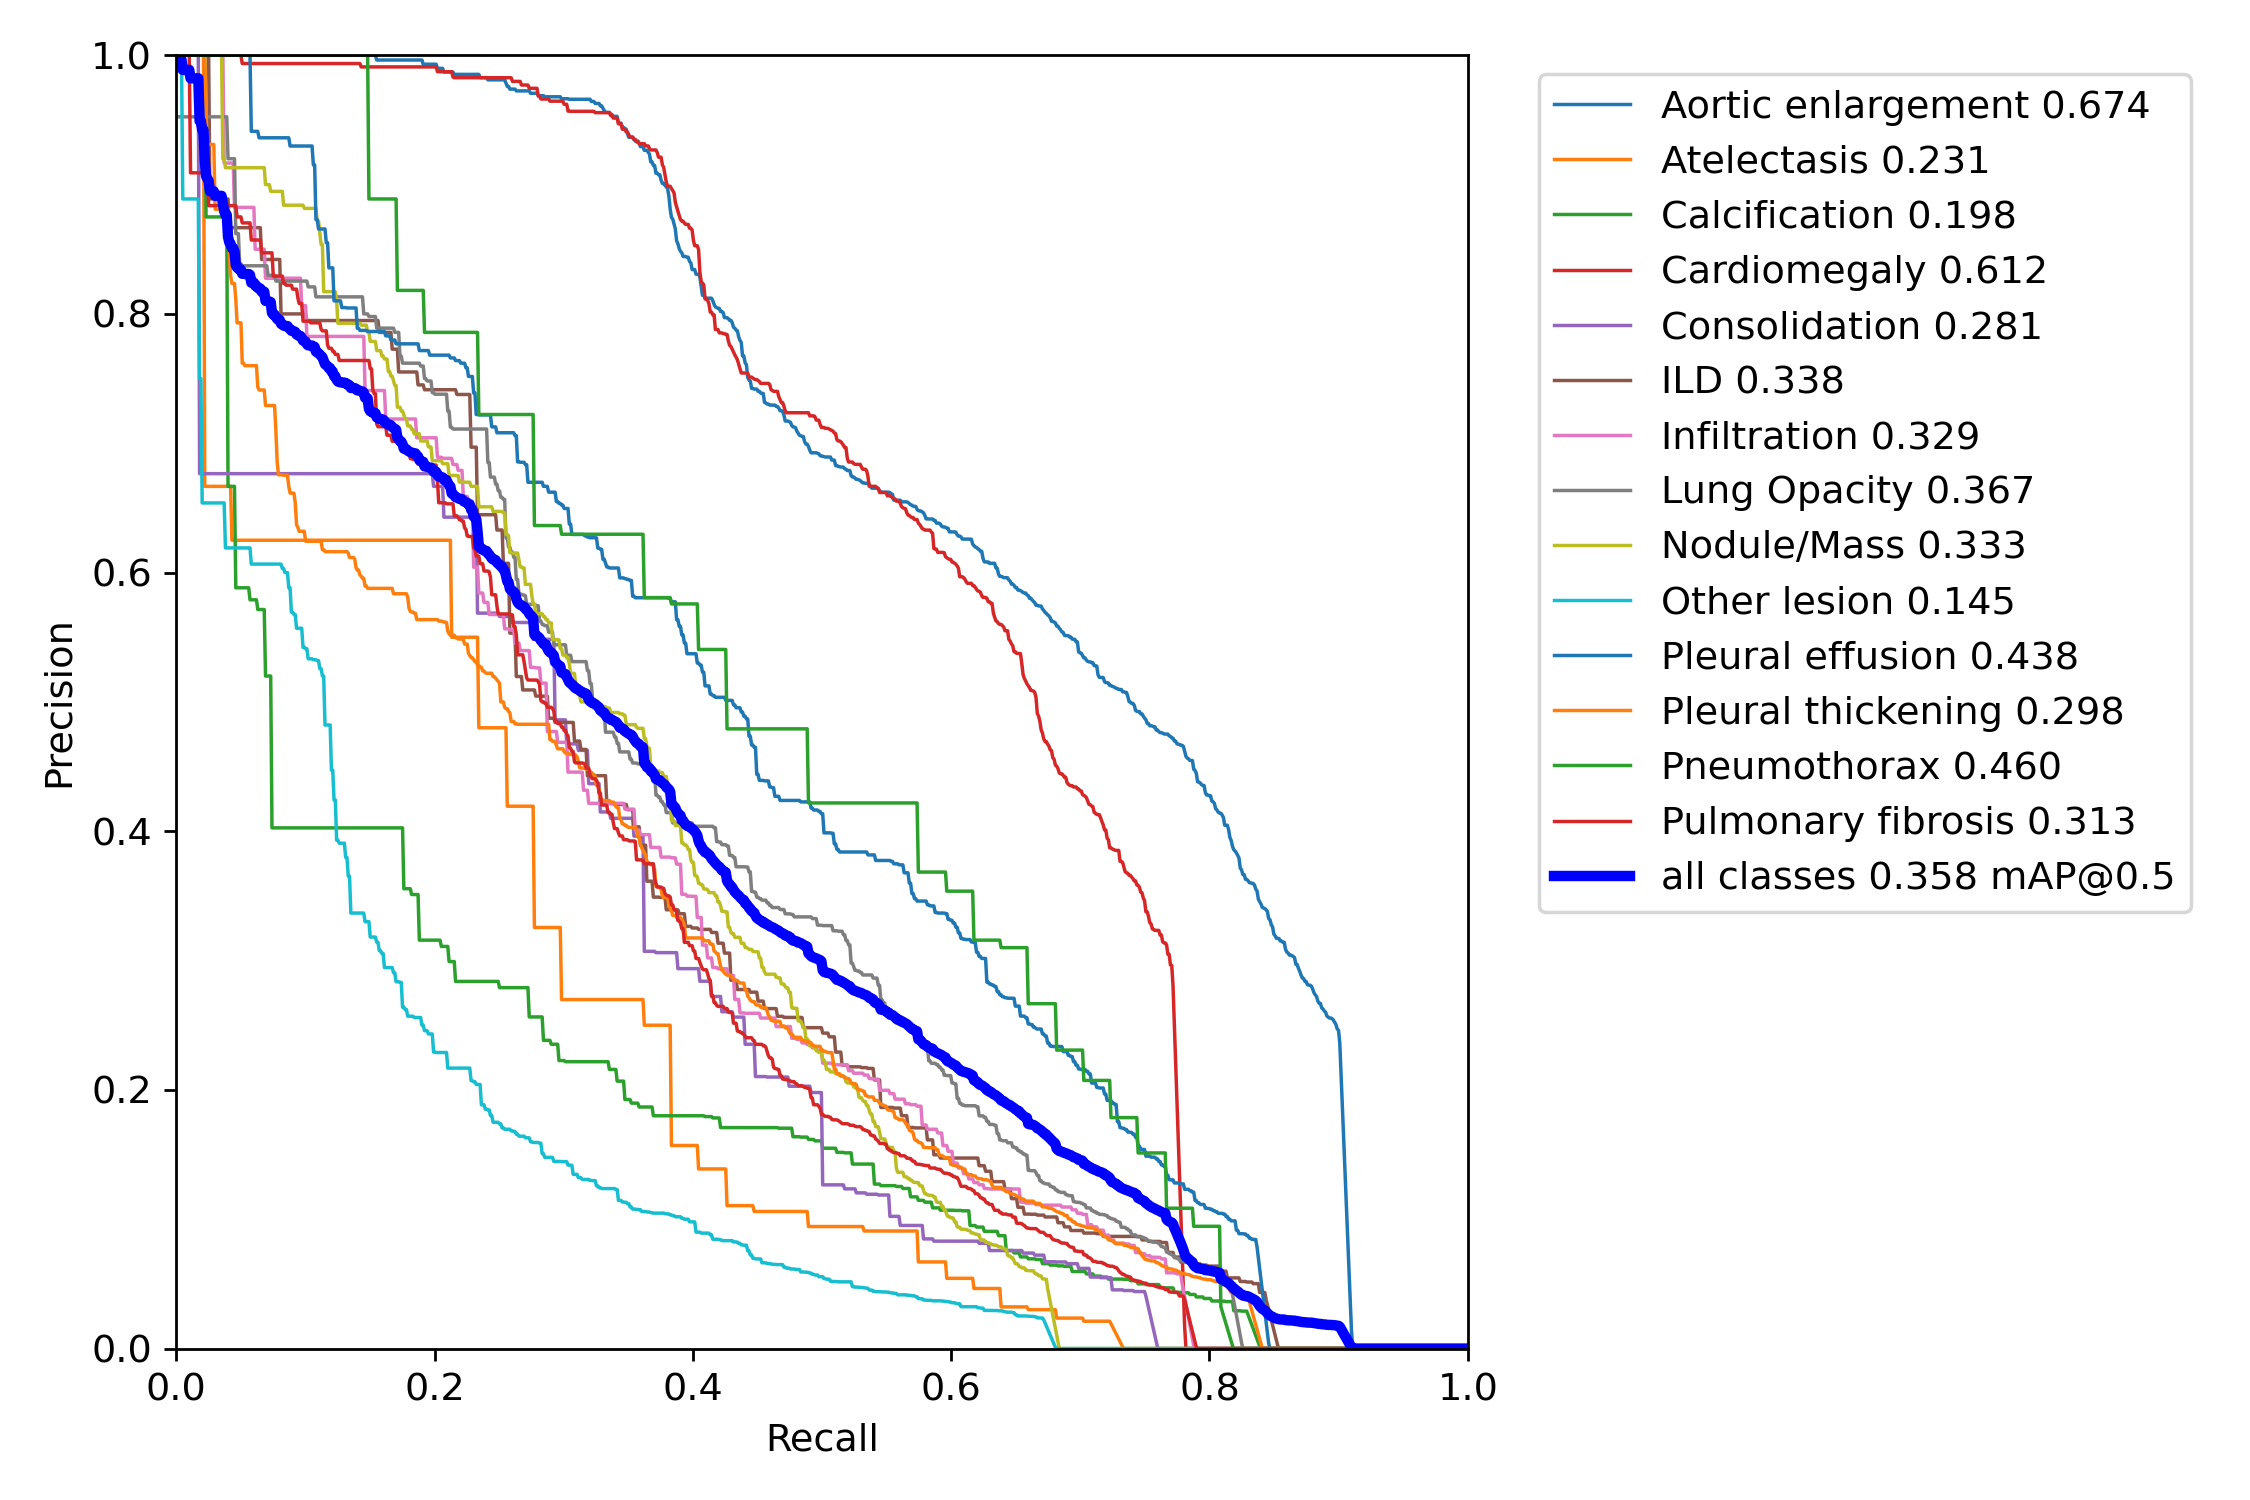 1.0
0.8
0.6
0.4
0.2
0.0
Precision
0.0 0.2 0.4 0.6 0.8 1.0
Recall
Aortic enlargement 0.674
Atelectasis 0.231
Calcification 0.198
Cardiomegaly 0.612
Consolidation 0.281
ILD 0.338
Infiltration 0.329
Lung Opacity 0.367
Nodule/Mass 0.333
Other lesion 0.145
Pleural effusion 0.438
Pleural thickening 0.298
Pneumothorax 0.460
Pulmonary fibrosis 0.313
all classes 0.358 mAP@0.5